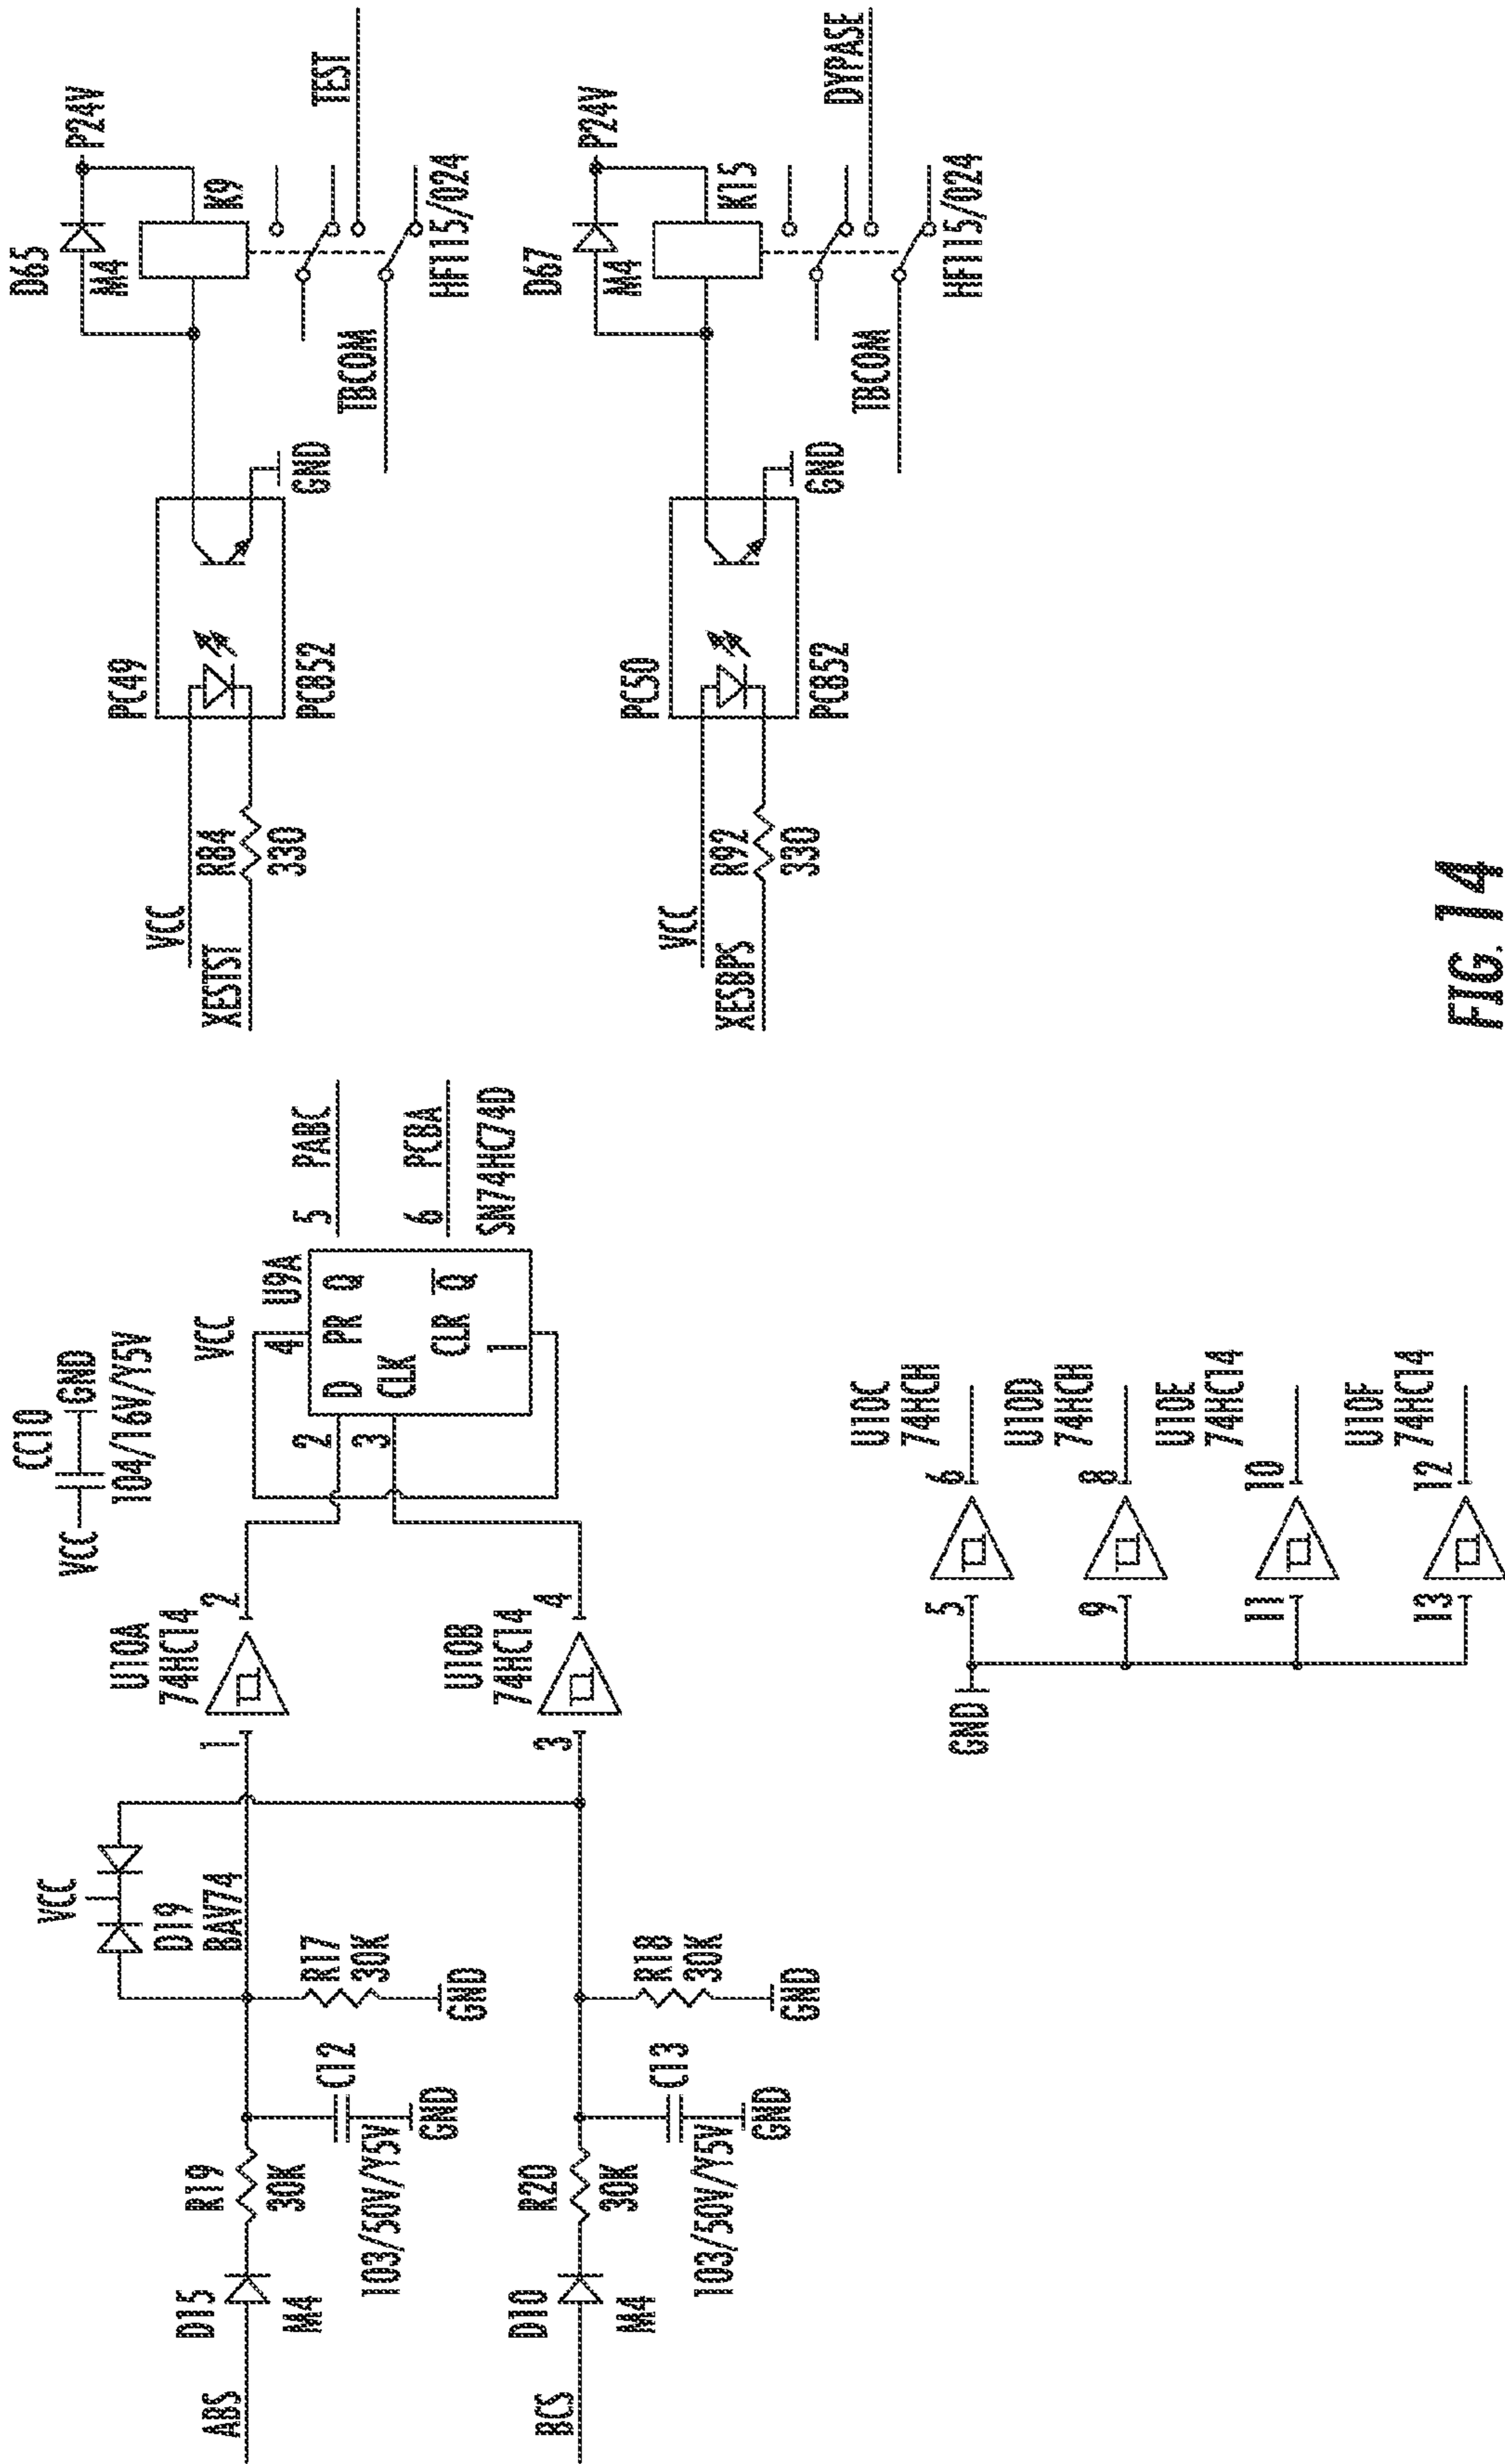 ABS
D15
M4
R19
30K
C12
103/50V/Y5V
GND
R17
30K
GND
VCC
D19
BAV74
1
U10A
74HC14
2
BCS
D10
M4
R20
30K
C13
103/50V/Y5V
GND
R18
30K
GND
3
U10B
74HC14
4
CC10
VCC
GND
104/16V/Y5V
VCC
4
U9A
2
3
D
PR
Q
CLK
CLR
Q
1
5
PABC
6
PCBA
SN74HC74D
GND
5
6
U10C
74HCH
9
8
U10D
74HCH
11
10
U10E
74HC14
13
12
U10F
74HC14
VCC
XESTST
R84
330
PC49
PC852
GND
D65
M4
P24V
K9
TBCOM
TEST
HF115/024
VCC
XESBPS
R92
330
PC50
PC852
GND
D67
M4
P24V
K15
TBCOM
DYPASE
HF115/024
FIG. 14